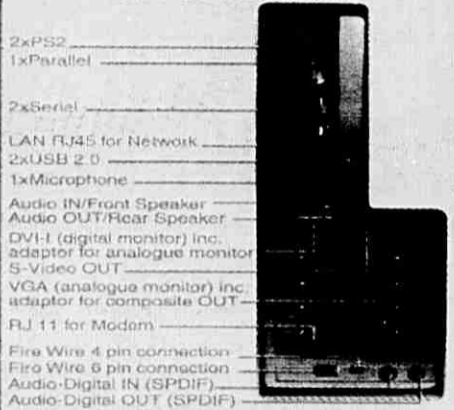 2xPS2
1xParallel
2xSerial
LAN RJ45 for Network
2xUSB 2.0
1xMicrophone
Audio IN/Front Speaker
Audio OUT/Rear Speaker
DVI-I (digital monitor) inc.
adaptor for analogue monitor
S-Video OUT
VGA (analogue monitor) inc.
adaptor for composite OUT
RJ 11 for Modem
Fire Wire 4 pin connection
Fire Wire 6 pin connection
Audio-Digital IN (SPDIF)
Audio-Digital OUT (SPDIF)